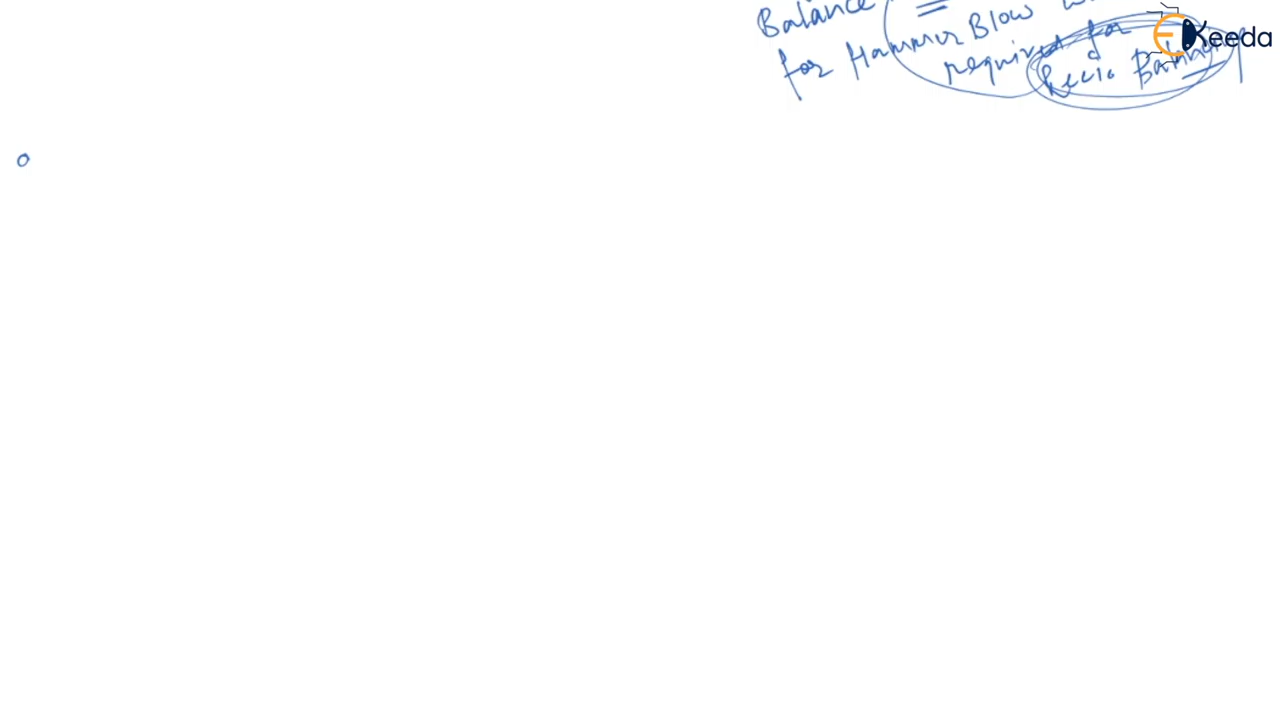 Balance
for Hammer Blow
required for
Recip Balancing
EKeeda